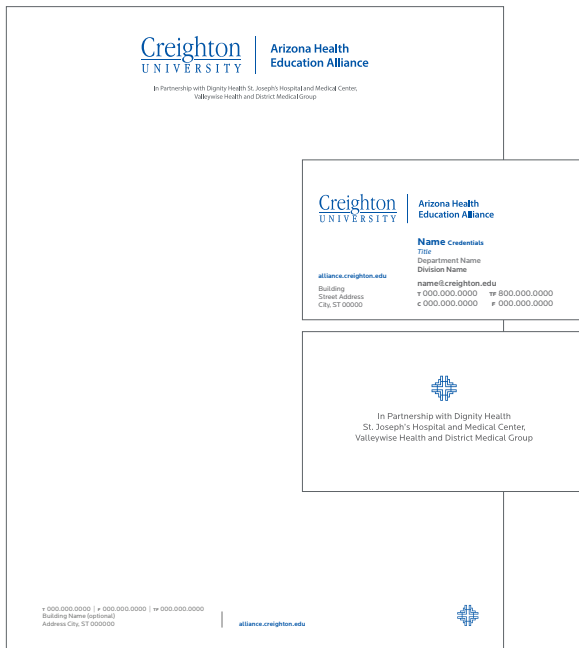 Creighton
UNIVERSITY
Arizona Health
Education Alliance
In Partnership with Dignity Health St. Joseph's Hospital and Medical Center,
Valleywise Health and District Medical Group
Creighton
UNIVERSITY
Arizona Health
Education Alliance
Name Credentials
Title
Department Name
Division Name
alliance.creighton.edu
Building
Street Address
City, ST 00000
name@creighton.edu
T 000.000.0000 TF 800.000.0000
C 000.000.0000 F 000.000.0000
In Partnership with Dignity Health
St. Joseph's Hospital and Medical Center,
Valleywise Health and District Medical Group
T 000.000.0000 | F 000.000.0000 | TF 000.000.0000
Building Name (optional)
Address City, ST 000000
alliance.creighton.edu